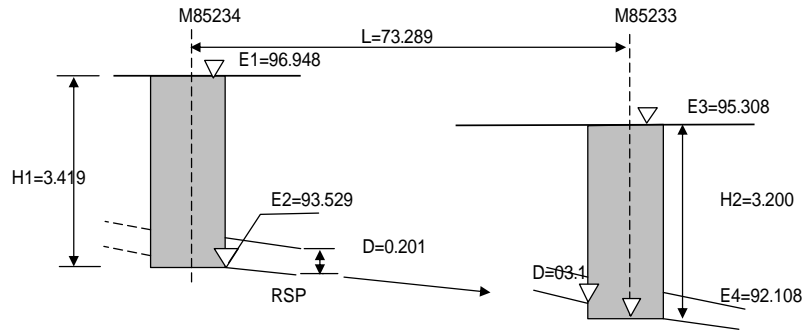 M85234
M85233
L=73.289
E1=96.948
E3=95.308
H1=3.419
E2=93.529
H2=3.200
D=0.201
D=03.1
RSP
E4=92.108